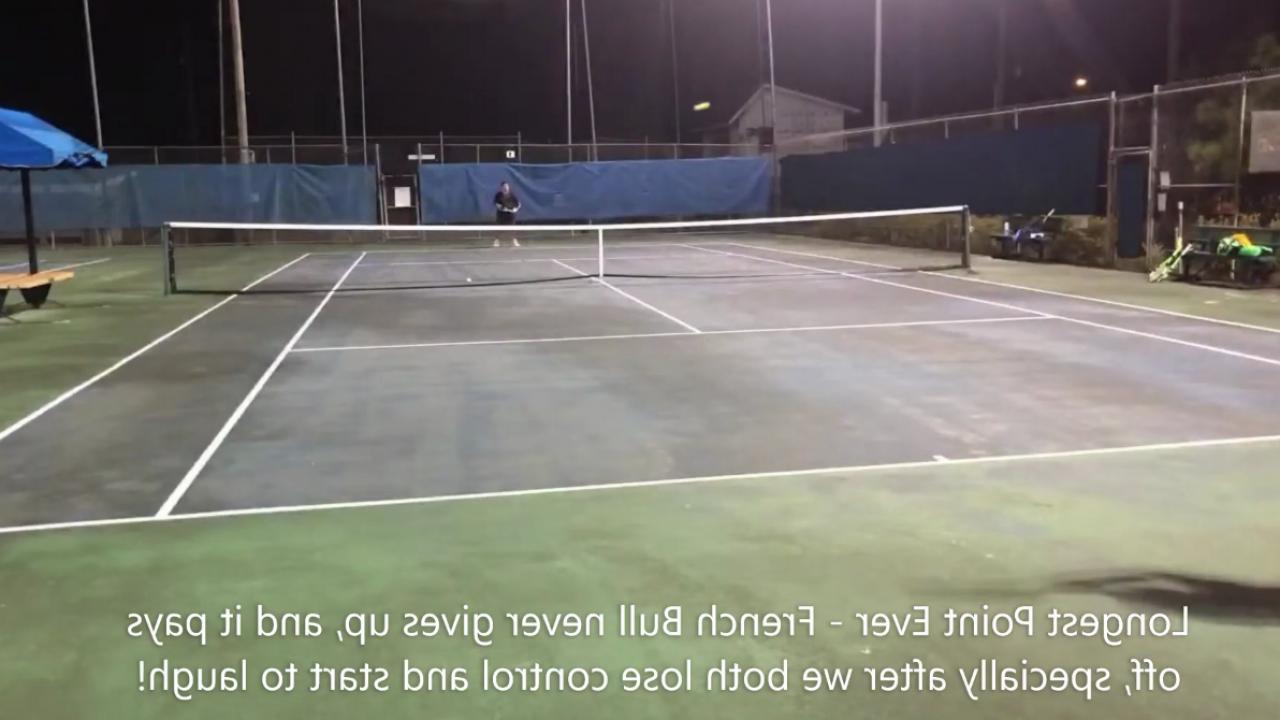 Longest Point Ever - French Bull never gives up, and it pays
off, specially after we both lose control and start to laugh!